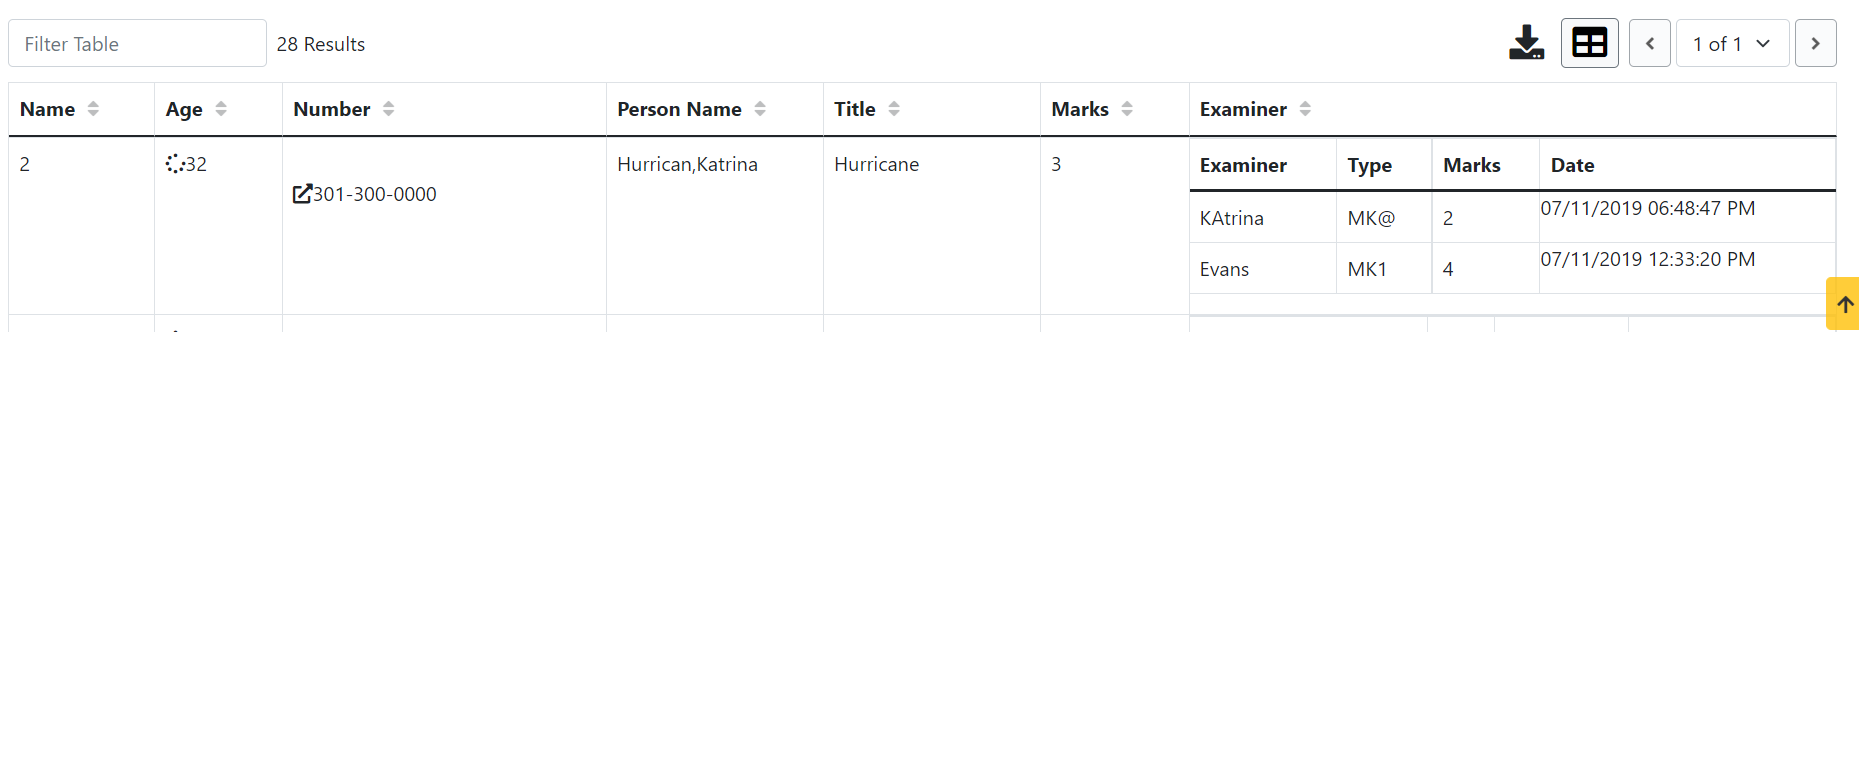 Filter Table 28 Results 1 of 1
Name Age Number Person Name Title Marks Examiner
2 32 301-300-0000 Hurrican,Katrina Hurricane 3
Examiner Type Marks Date
KAtrina MK@ 2 07/11/2019 06:48:47 PM
Evans MK1 4 07/11/2019 12:33:20 PM